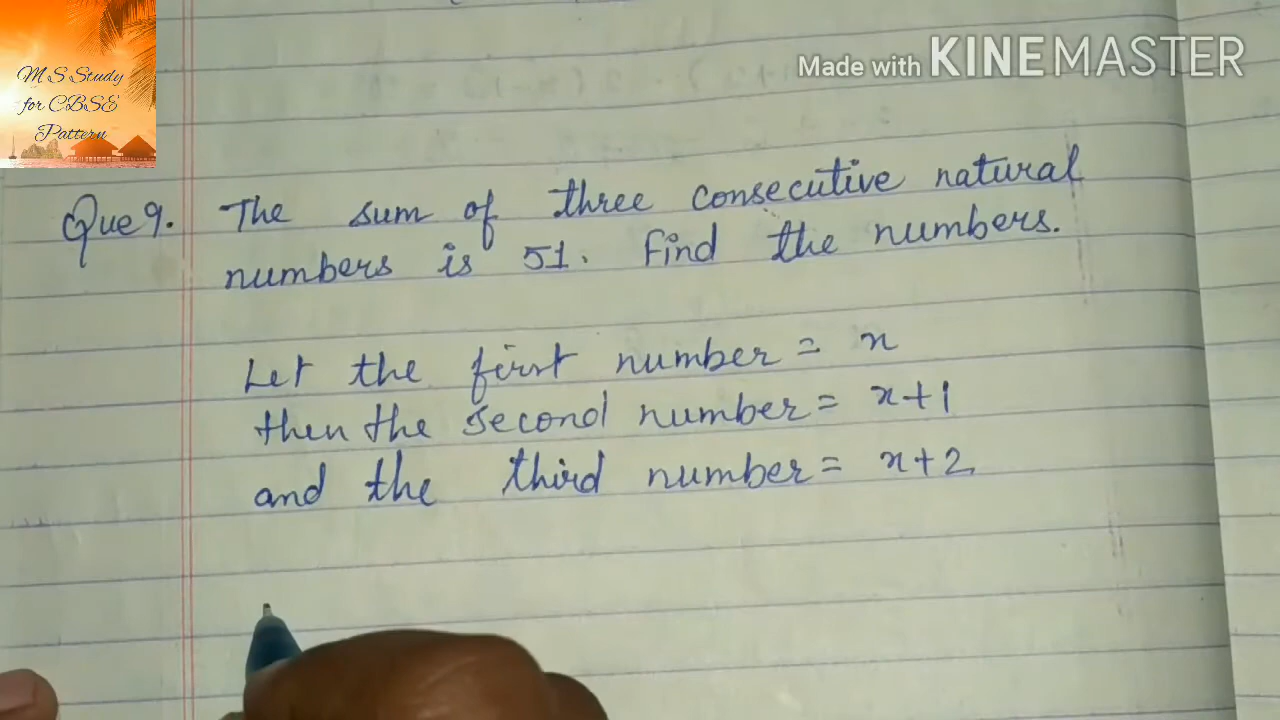 M S Study
for CBSE
Pattern
Made with KINEMASTER
Que 9. The sum of three consecutive natural
numbers is 51. Find the numbers.
Let the first number = x
then the second number = x+1
and the third number = x+2